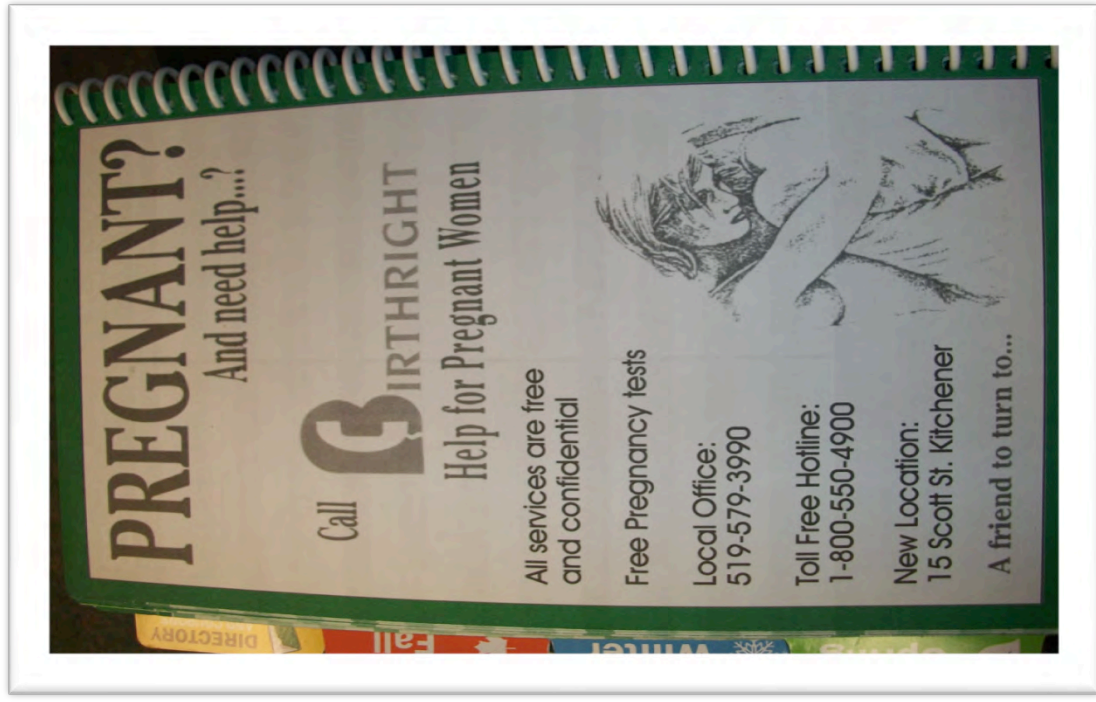 PREGNANT?
And need help...?
Call BIRTHRIGHT
Help for Pregnant Women
All services are free
and confidential
Free Pregnancy tests
Local Office:
519-579-3990
Toll Free Hotline:
1-800-550-4900
New Location:
15 Scott St. Kitchener
A friend to turn to...
DIRECTORY
Fall
Winter
Spring